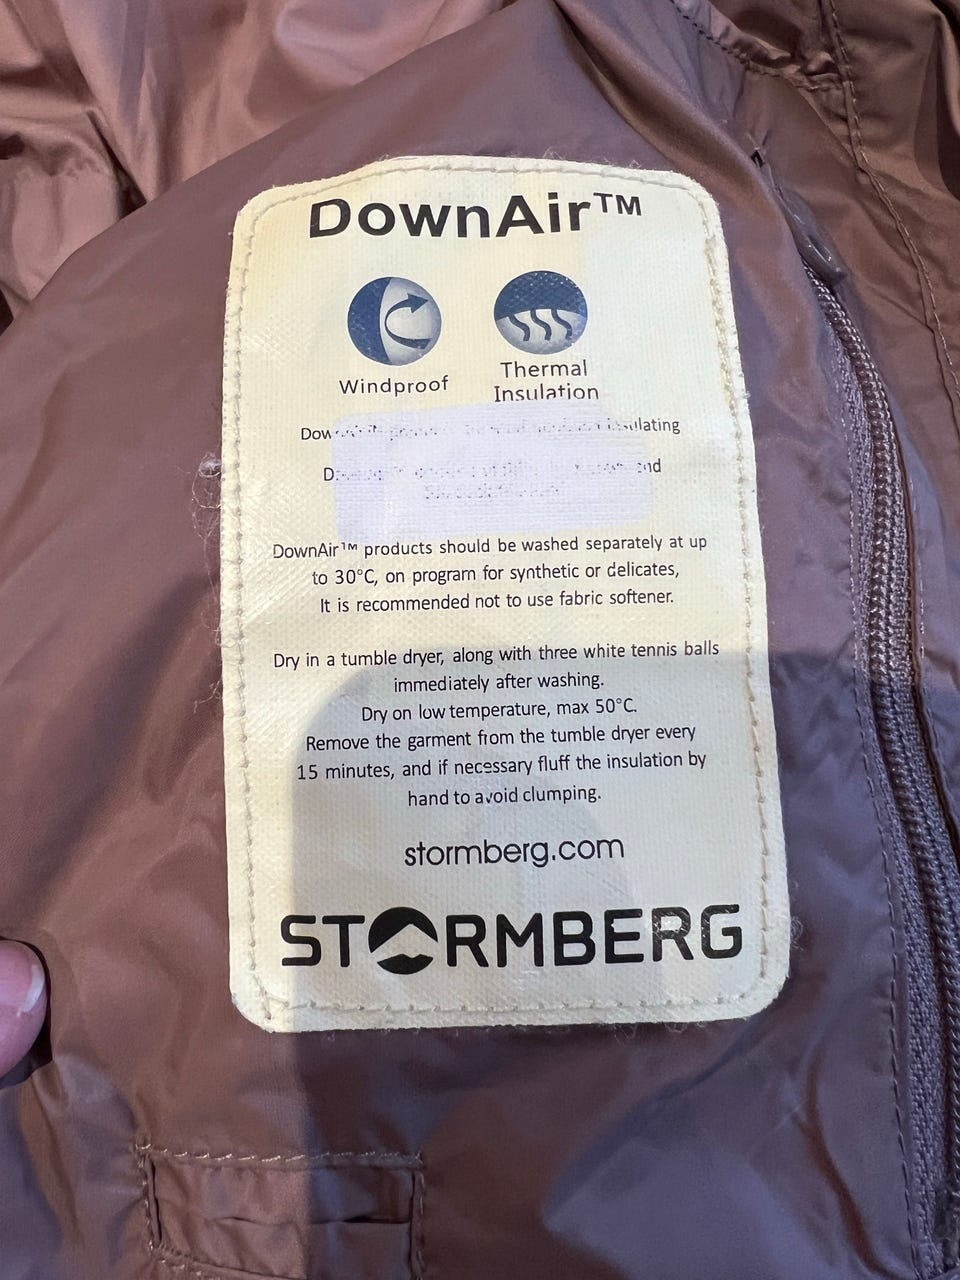 DownAir™
Windproof
Thermal
Insulation
DownAir™ products should be washed separately at up
to 30°C, on program for synthetic or delicates,
It is recommended not to use fabric softener.
Dry in a tumble dryer, along with three white tennis balls
immediately after washing.
Dry on low temperature, max 50°C.
Remove the garment from the tumble dryer every
15 minutes, and if necessary fluff the insulation by
hand to avoid clumping.
stormberg.com
STORMBERG